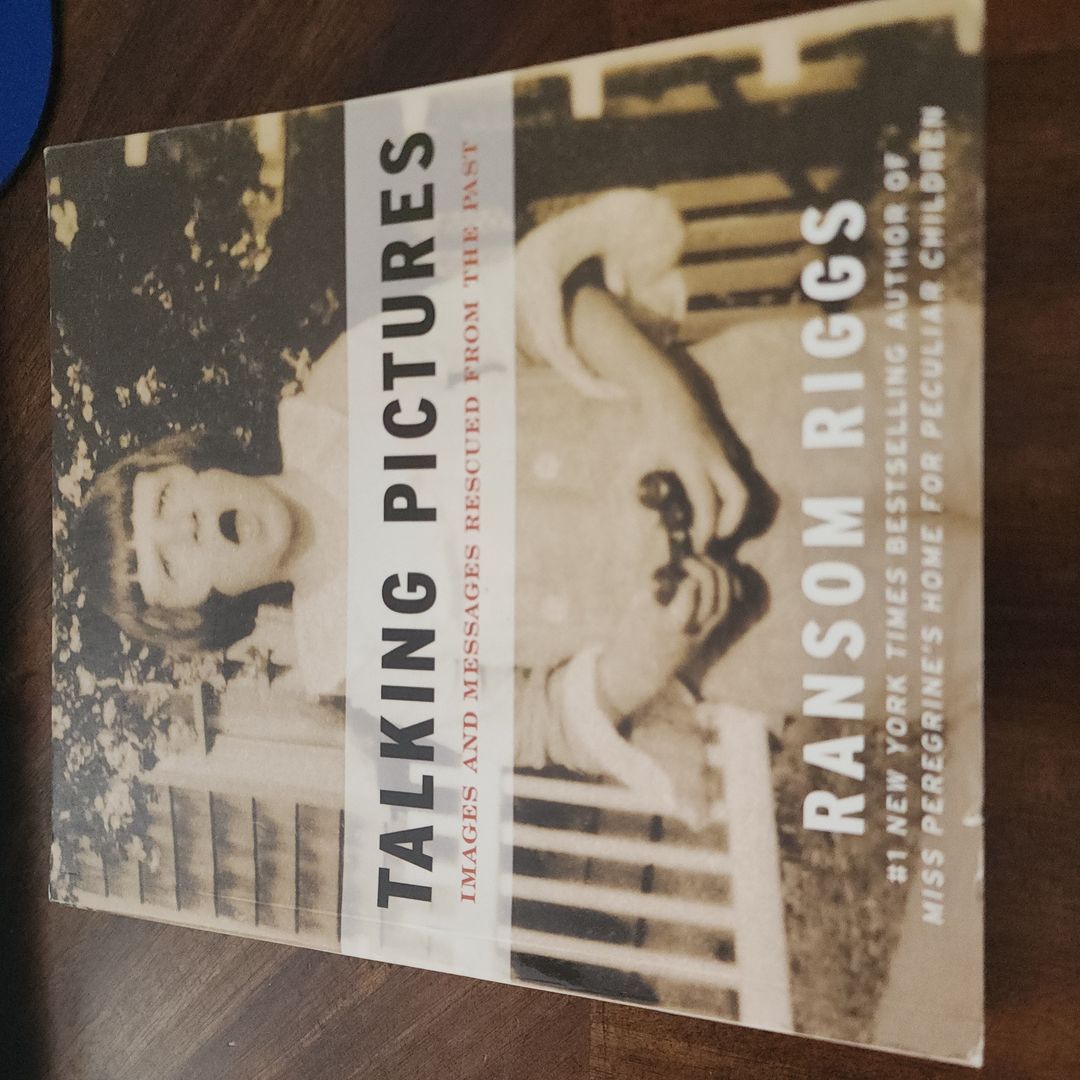 TALKING PICTURES
IMAGES AND MESSAGES RESCUED FROM THE PAST
RANSOM RIGGS
#1 NEW YORK TIMES BESTSELLING AUTHOR OF
MISS PEREGRINE'S HOME FOR PECULIAR CHILDREN